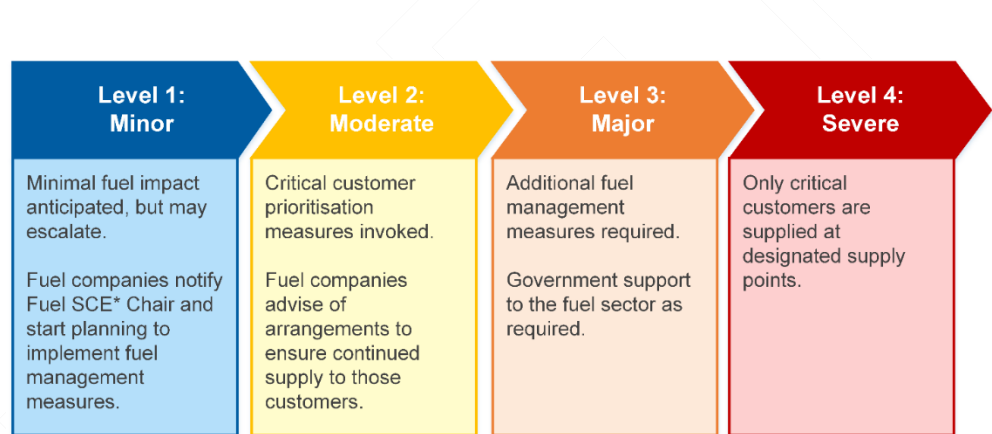 Level 1:
Minor
Minimal fuel impact
anticipated, but may
escalate.
Fuel companies notify
Fuel SCE* Chair and
start planning to
implement fuel
management
measures.
Level 2:
Moderate
Critical customer
prioritisation
measures invoked.
Fuel companies
advise of
arrangements to
ensure continued
supply to those
customers.
Level 3:
Major
Additional fuel
management
measures required.
Government support
to the fuel sector as
required.
Level 4:
Severe
Only critical
customers are
supplied at
designated supply
points.